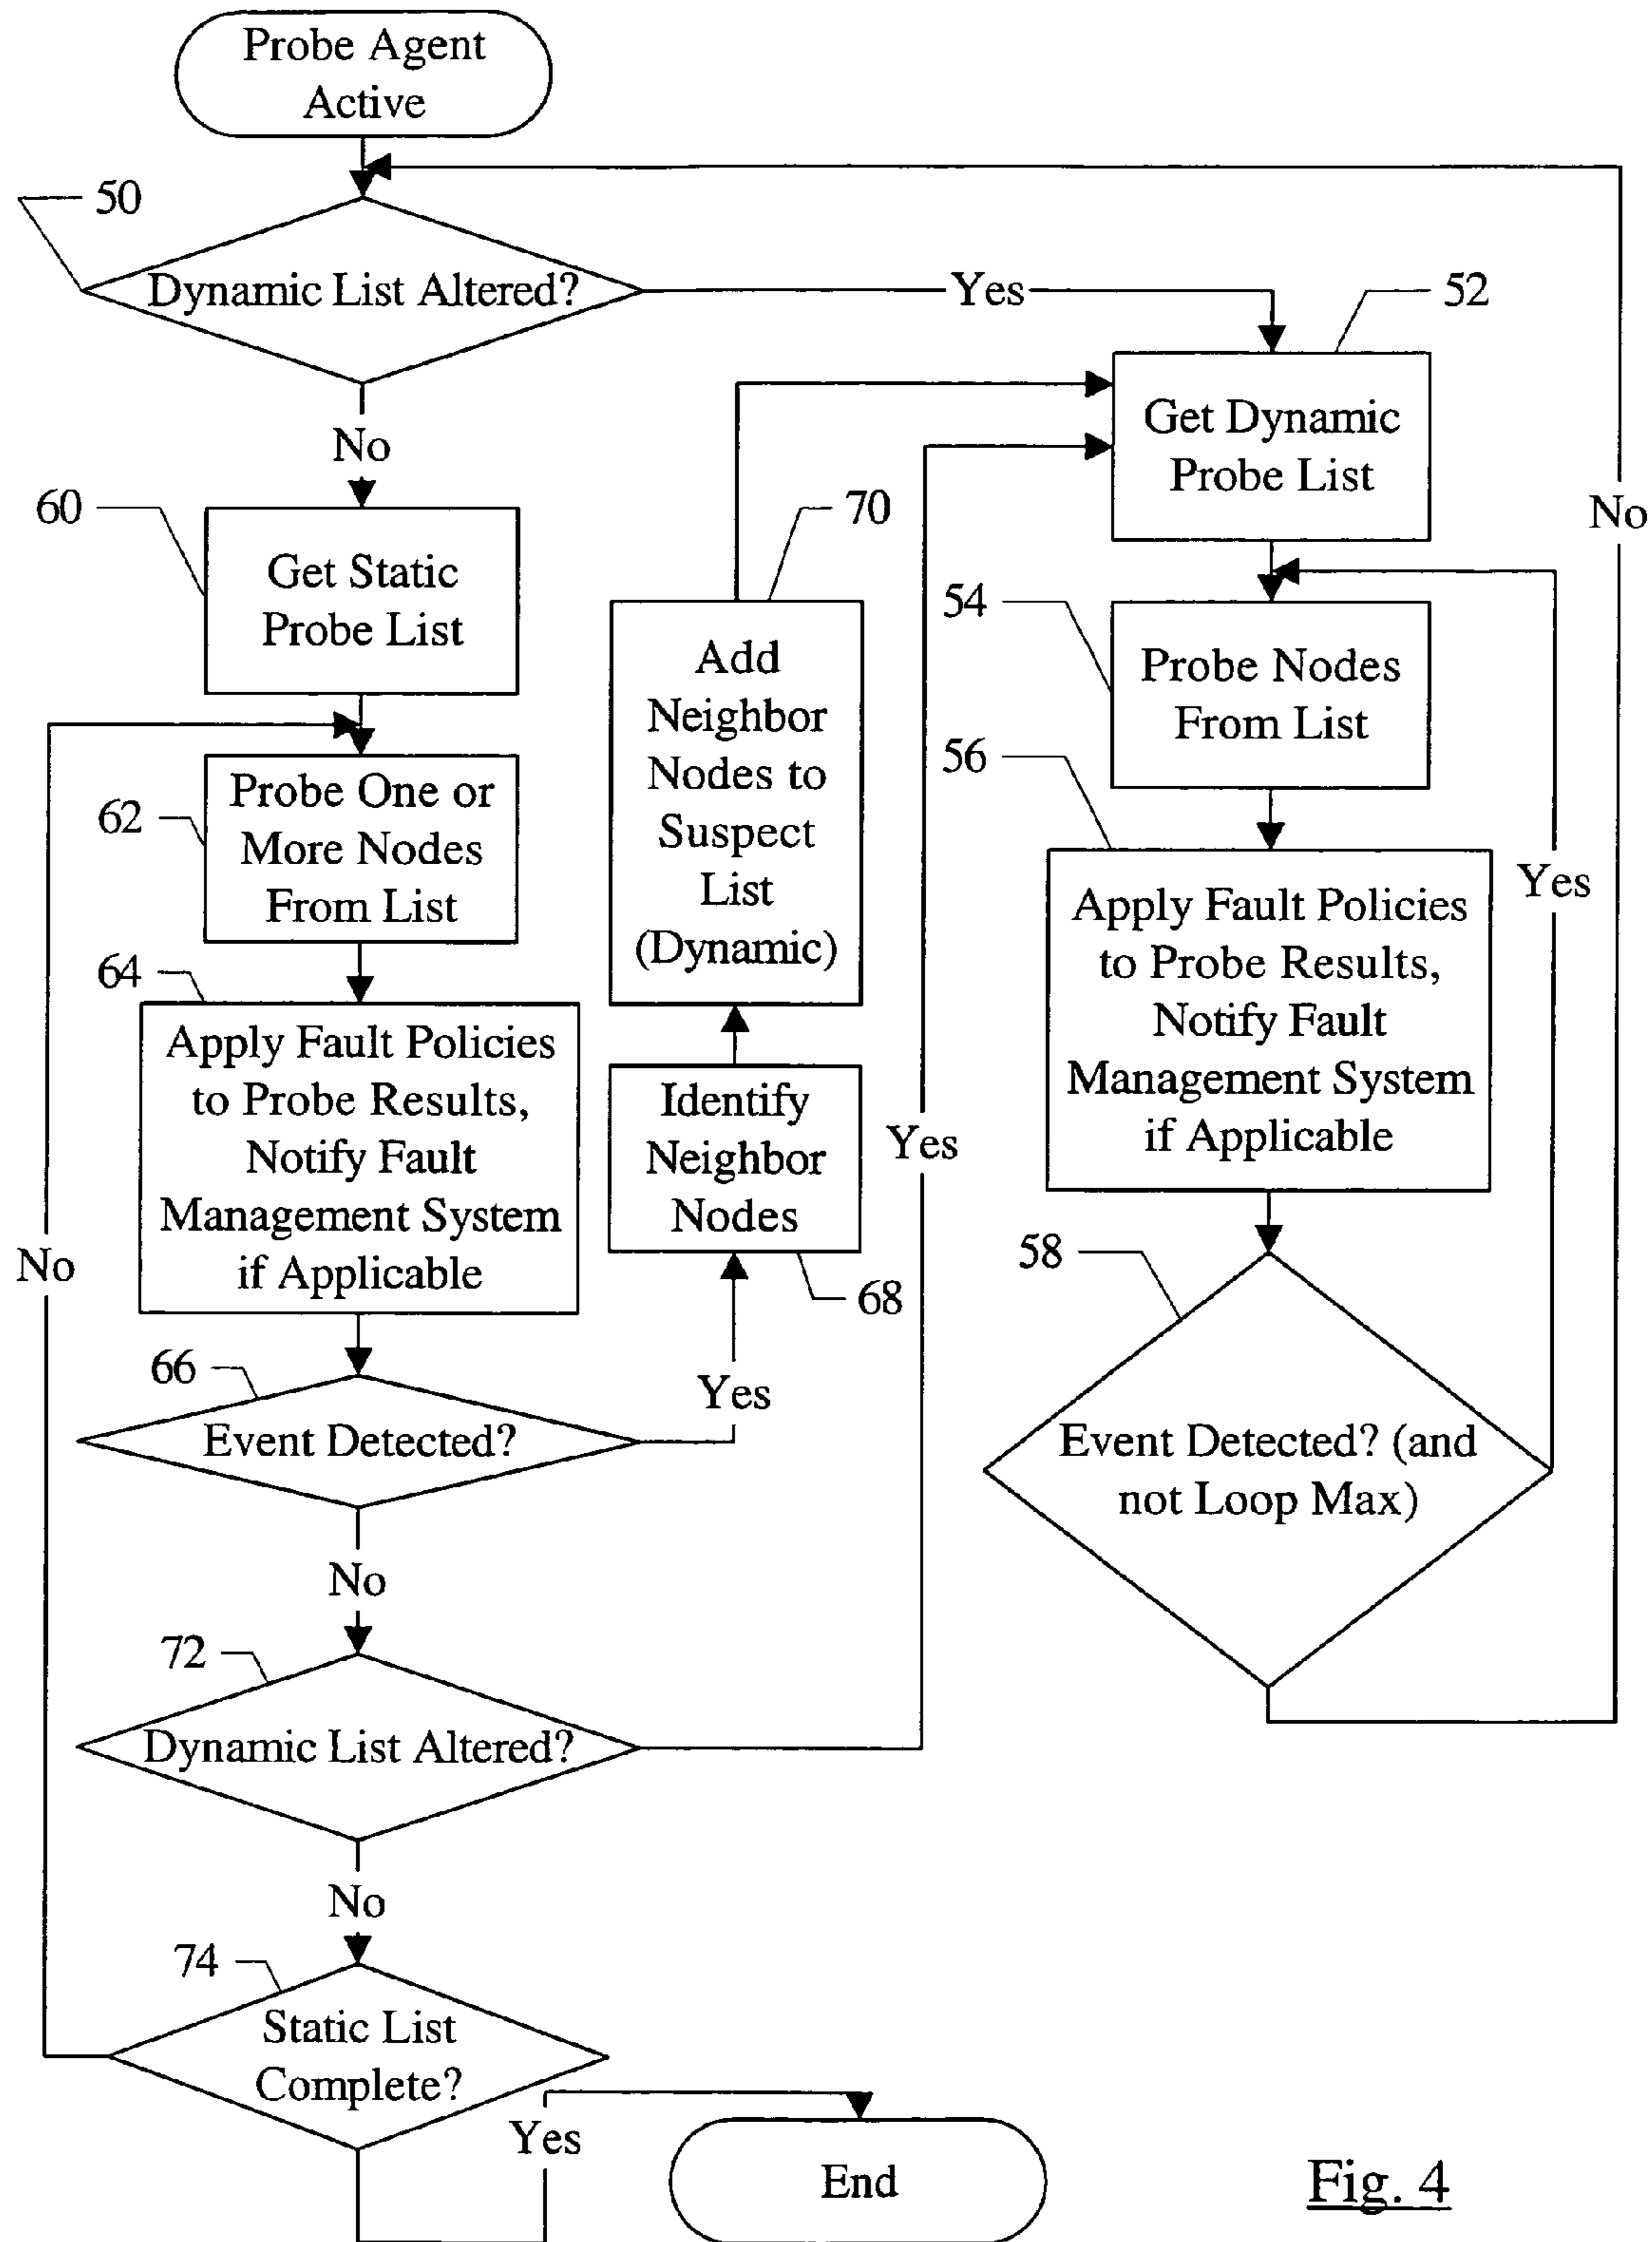 Probe Agent
Active
50
Dynamic List Altered?
Yes
52
No
Get Dynamic
Probe List
No
60
Get Static
Probe List
70
Add
Neighbor
Nodes to
Suspect
List
(Dynamic)
54
Probe Nodes
From List
62
Probe One or
More Nodes
From List
56
Apply Fault Policies
to Probe Results,
Notify Fault
Management System
if Applicable
Yes
64
Apply Fault Policies
to Probe Results,
Notify Fault
Management System
if Applicable
Identify
Neighbor
Nodes
68
Yes
No
58
Event Detected? (and
not Loop Max)
66
Event Detected?
Yes
No
72
Dynamic List Altered?
No
74
Static List
Complete?
Yes
End
Fig. 4